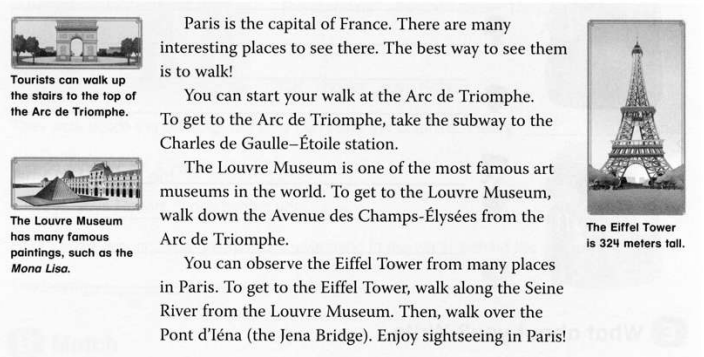 Paris is the capital of France. There are many
interesting places to see there. The best way to see them
is to walk!
You can start your walk at the Arc de Triomphe.
To get to the Arc de Triomphe, take the subway to the
Charles de Gaulle–Étoile station.
The Louvre Museum is one of the most famous art
museums in the world. To get to the Louvre Museum,
walk down the Avenue des Champs-Élysées from the
Arc de Triomphe.
You can observe the Eiffel Tower from many places
in Paris. To get to the Eiffel Tower, walk along the Seine
River from the Louvre Museum. Then, walk over the
Pont d'Iéna (the Jena Bridge). Enjoy sightseeing in Paris!
Tourists can walk up
the stairs to the top of
the Arc de Triomphe.
The Louvre Museum
has many famous
paintings, such as the
Mona Lisa.
The Eiffel Tower
is 324 meters tall.